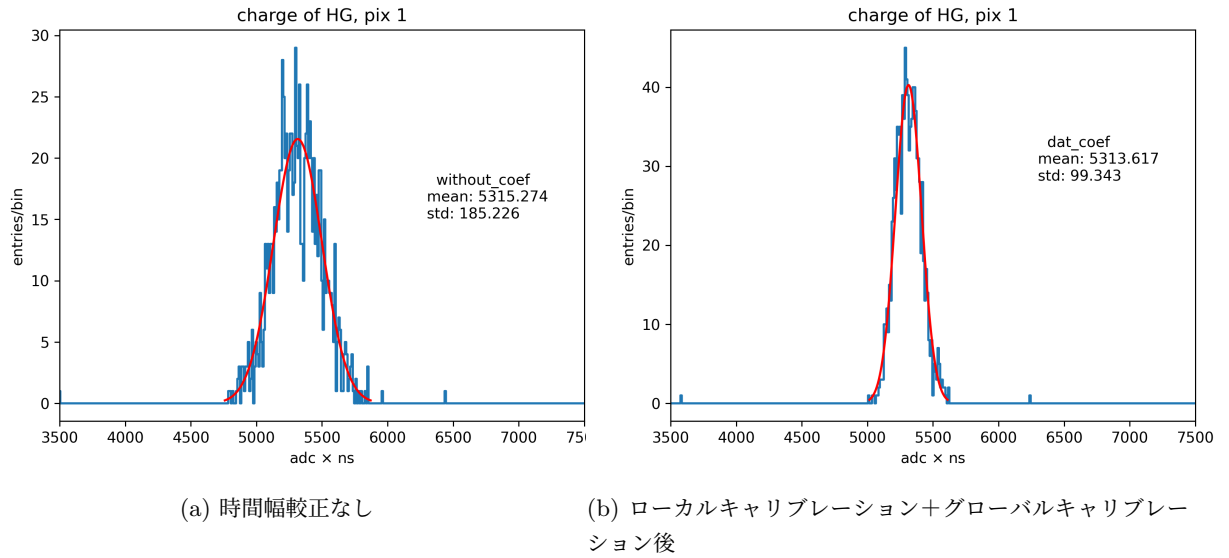 charge of HG, pix 1
30
25
20
15
10
5
0
entries/bin
without_coef
mean: 5315.274
std: 185.226
3500 4000 4500 5000 5500 6000 6500 7000 750
adc × ns
(a) 時間幅較正なし
charge of HG, pix 1
40
30
20
10
0
entries/bin
dat_coef
mean: 5313.617
std: 99.343
3500 4000 4500 5000 5500 6000 6500 7000 7500
adc × ns
(b) ローカルキャリブレーション＋グローバルキャリブレー
ション後